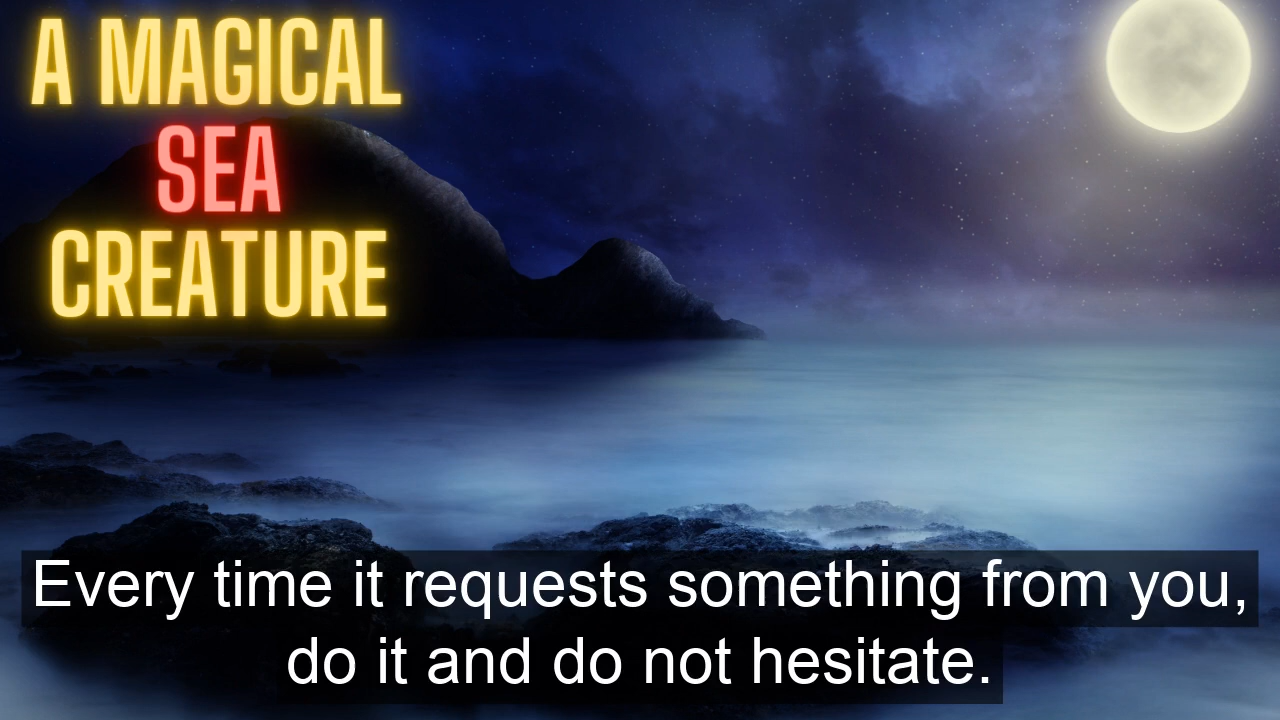 A MAGICAL
SEA
CREATURE
Every time it requests something from you,
do it and do not hesitate.